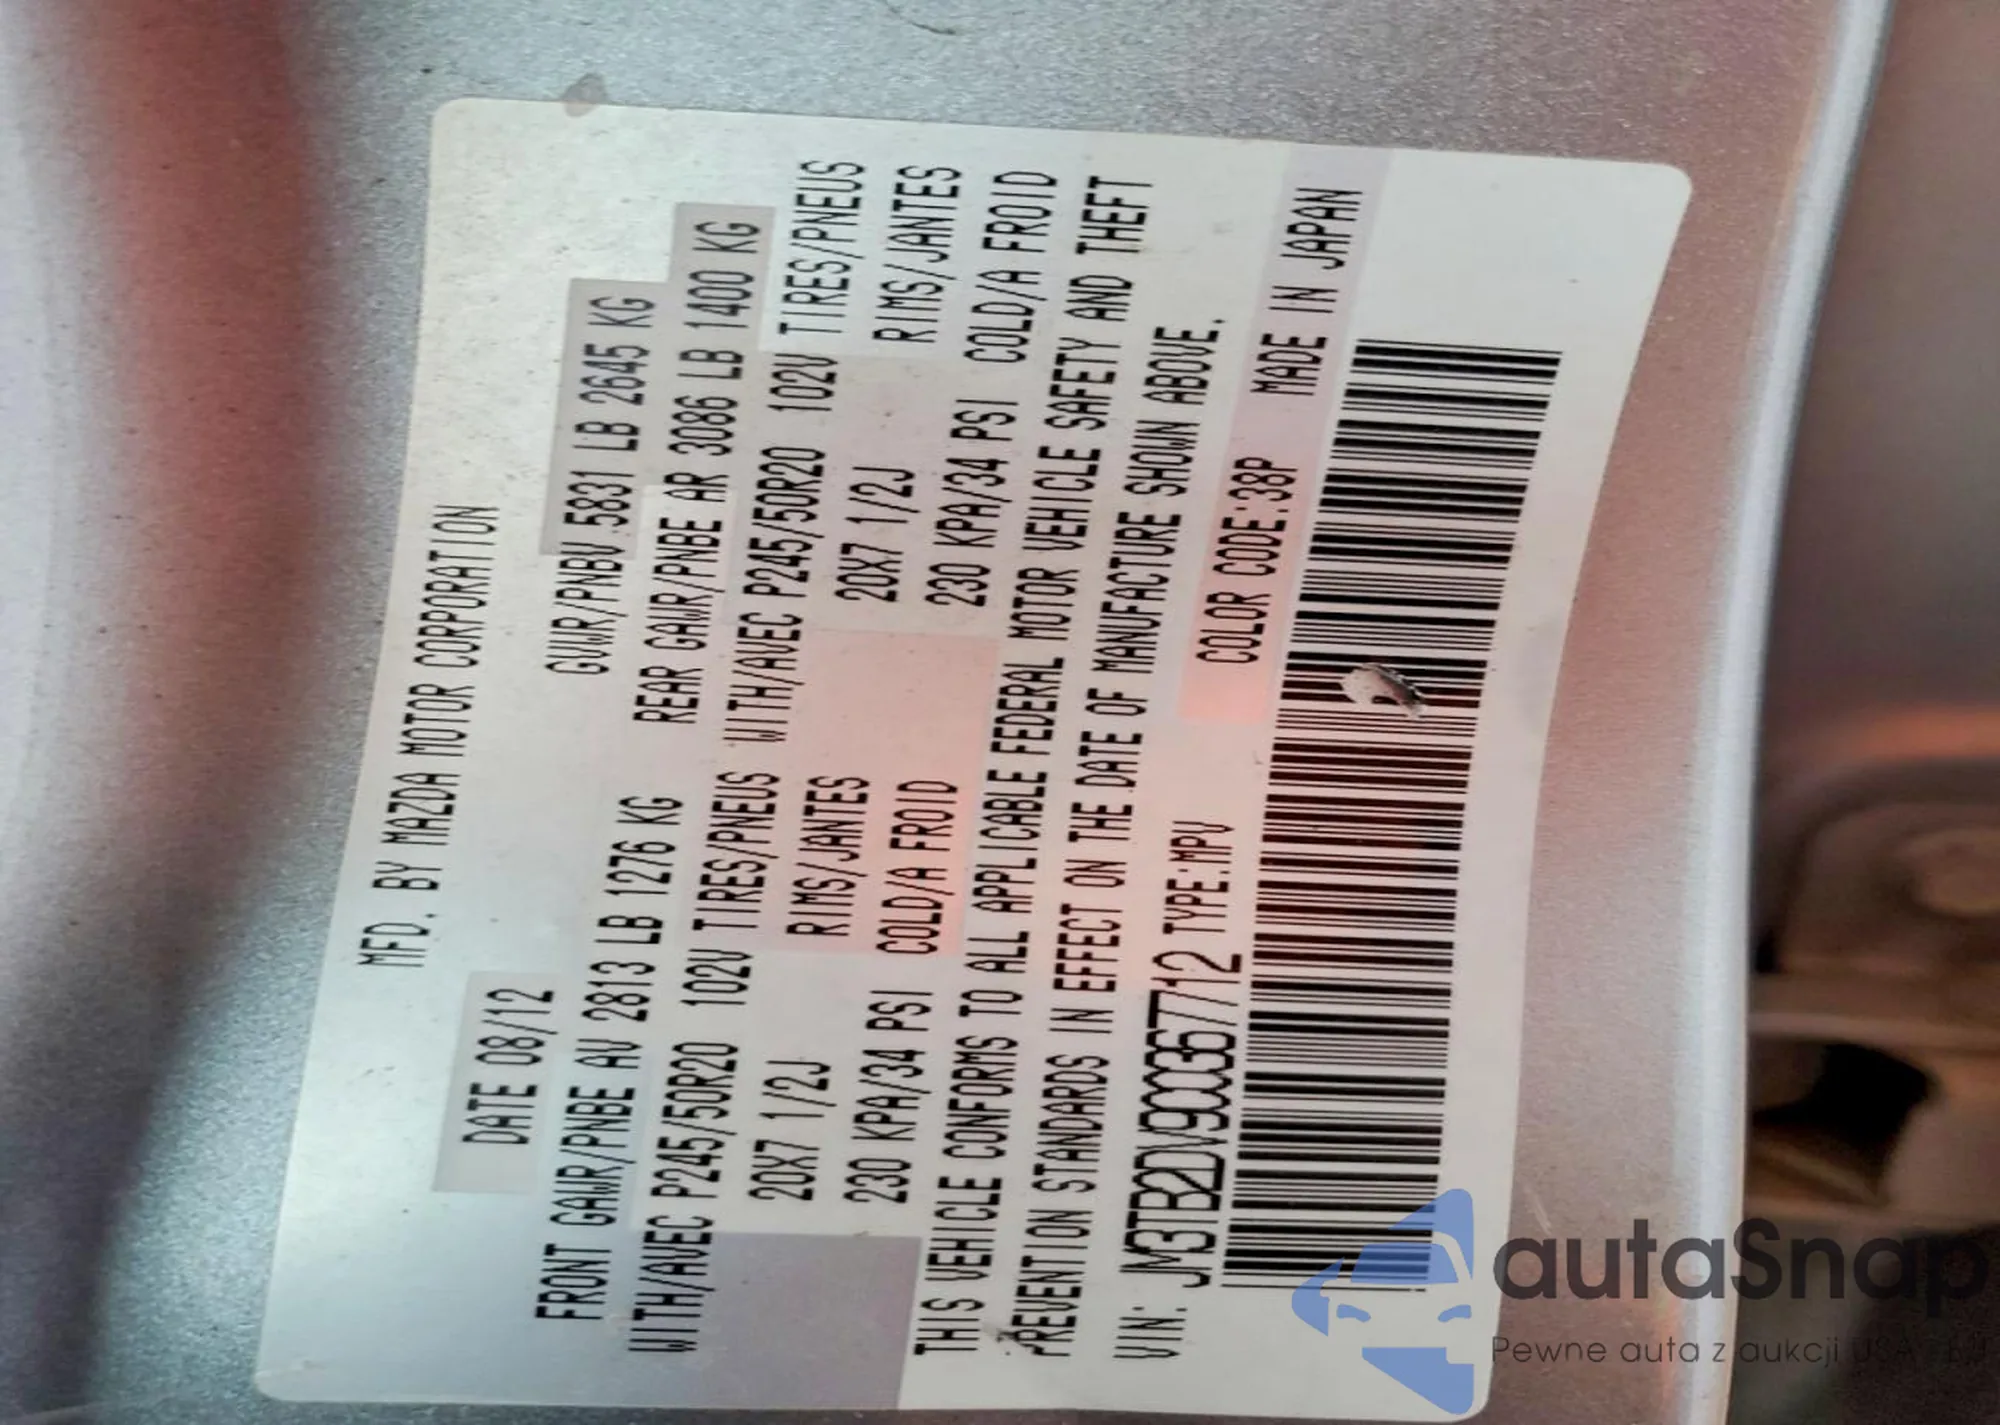 MFD. BY MAZDA MOTOR CORPORATION
DATE 08/12 GVWR/PNBV 5831 LB 2645 KG
FRONT GAWR/PNBE AV 2813 LB 1276 KG REAR GAWR/PNBE AR 3086 LB 1400 KG
WITH/AVEC P245/50R20 102V TIRES/PNEUS WITH/AVEC P245/50R20 102V TIRES/PNEUS
20X7 1/2J RIMS/JANTES 20X7 1/2J RIMS/JANTES
230 KPA/34 PSI COLD/A FROID 230 KPA/34 PSI COLD/A FROID
THIS VEHICLE CONFORMS TO ALL APPLICABLE FEDERAL MOTOR VEHICLE SAFETY AND THEFT
PREVENTION STANDARDS IN EFFECT ON THE DATE OF MANUFACTURE SHOWN ABOVE.
VIN: JM3TB2DV9C0367712 TYPE:MPV COLOR CODE:38P MADE IN JAPAN
autaSnap
Pewne auta z aukcji USA - EU